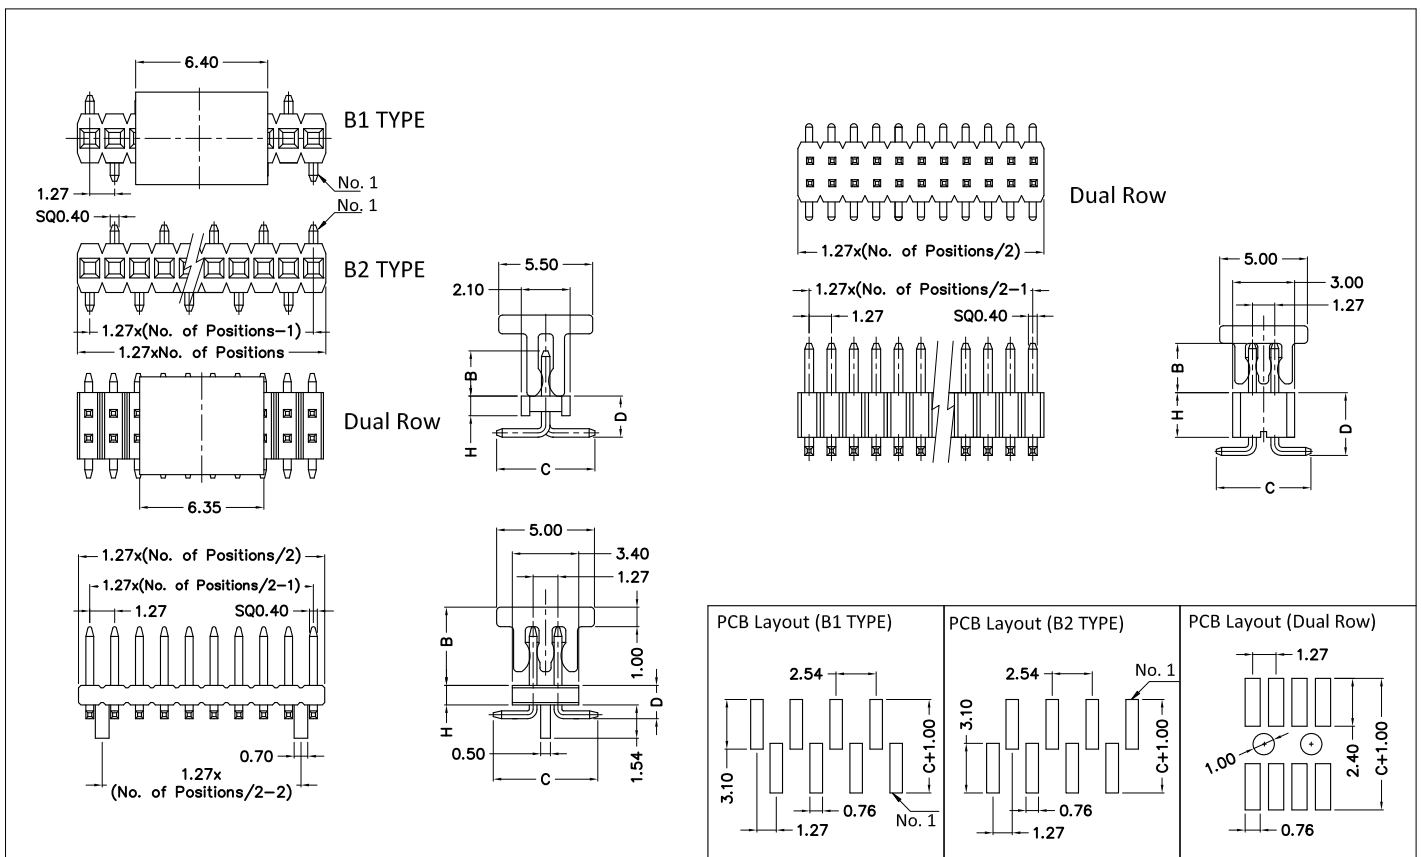 6.40
B1 TYPE
No. 1
1.27
SQ0.40
No. 1
B2 TYPE
1.27x(No. of Positions-1)
1.27xNo. of Positions
Dual Row
6.35
5.50
2.10
B
H
D
C
Dual Row
1.27x(No. of Positions/2)
1.27x(No. of Positions/2-1
1.27
SQ0.40
5.00
3.00
1.27
B
H
D
C
1.27x(No. of Positions/2)
1.27x(No. of Positions/2-1)
1.27
SQ0.40
0.70
1.27x
(No. of Positions/2-2)
5.00
3.40
1.27
B
1.00
D
H
0.50
1.54
C
PCB Layout (B1 TYPE)
2.54
3.10
C+1.00
0.76
No. 1
1.27
PCB Layout (B2 TYPE)
No. 1
2.54
3.10
C+1.00
0.76
1.27
PCB Layout (Dual Row)
1.27
1.00
2.40
C+1.00
0.76